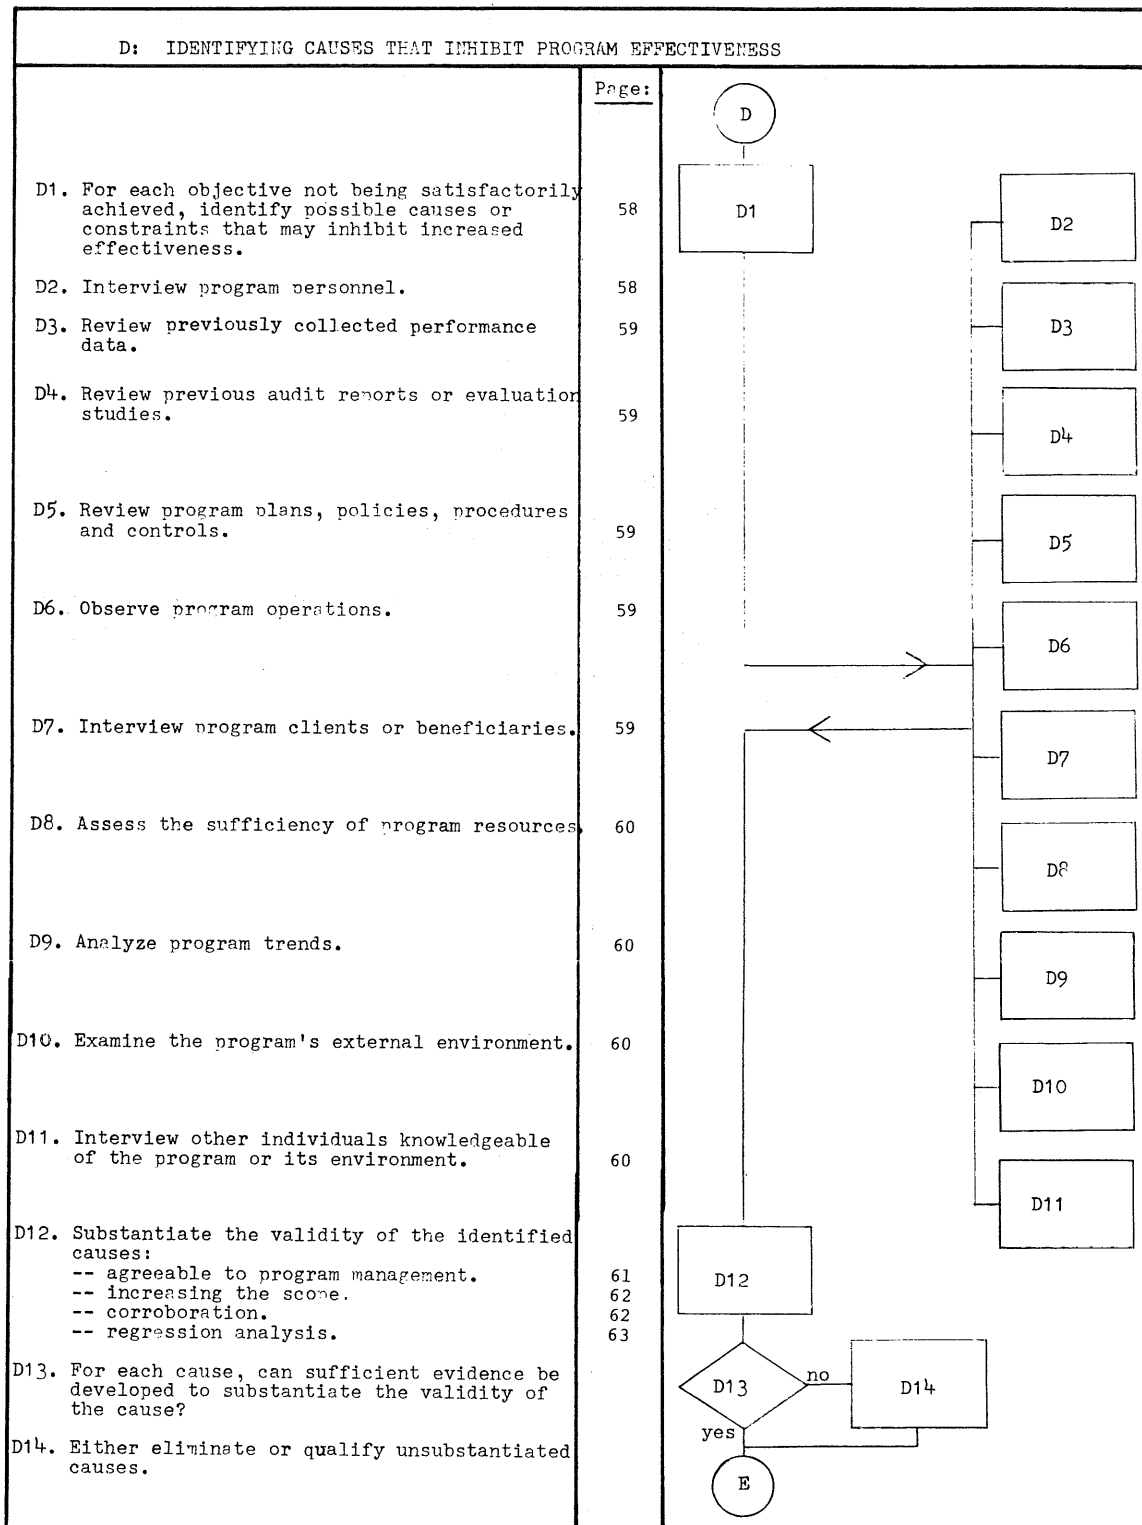 D: IDENTIFYING CAUSES THAT INHIBIT PROGRAM EFFECTIVENESS
Page:
D1. For each objective not being satisfactorily
achieved, identify possible causes or
constraints that may inhibit increased
effectiveness.
58
D2. Interview program personnel.
58
D3. Review previously collected performance
data.
59
D4. Review previous audit reports or evaluation
studies.
59
D5. Review program plans, policies, procedures
and controls.
59
D6. Observe program operations.
59
D7. Interview program clients or beneficiaries.
59
D8. Assess the sufficiency of program resources.
60
D9. Analyze program trends.
60
D10. Examine the program's external environment.
60
D11. Interview other individuals knowledgeable
of the program or its environment.
60
D12. Substantiate the validity of the identified
causes:
-- agreeable to program management.
61
-- increasing the scope.
62
-- corroboration.
62
-- regression analysis.
63
D13. For each cause, can sufficient evidence be
developed to substantiate the validity of
the cause?
D14. Either eliminate or qualify unsubstantiated
causes.
D
D1
D2
D3
D4
D5
D6
D7
D8
D9
D10
D11
D12
D13
no
D14
yes
E